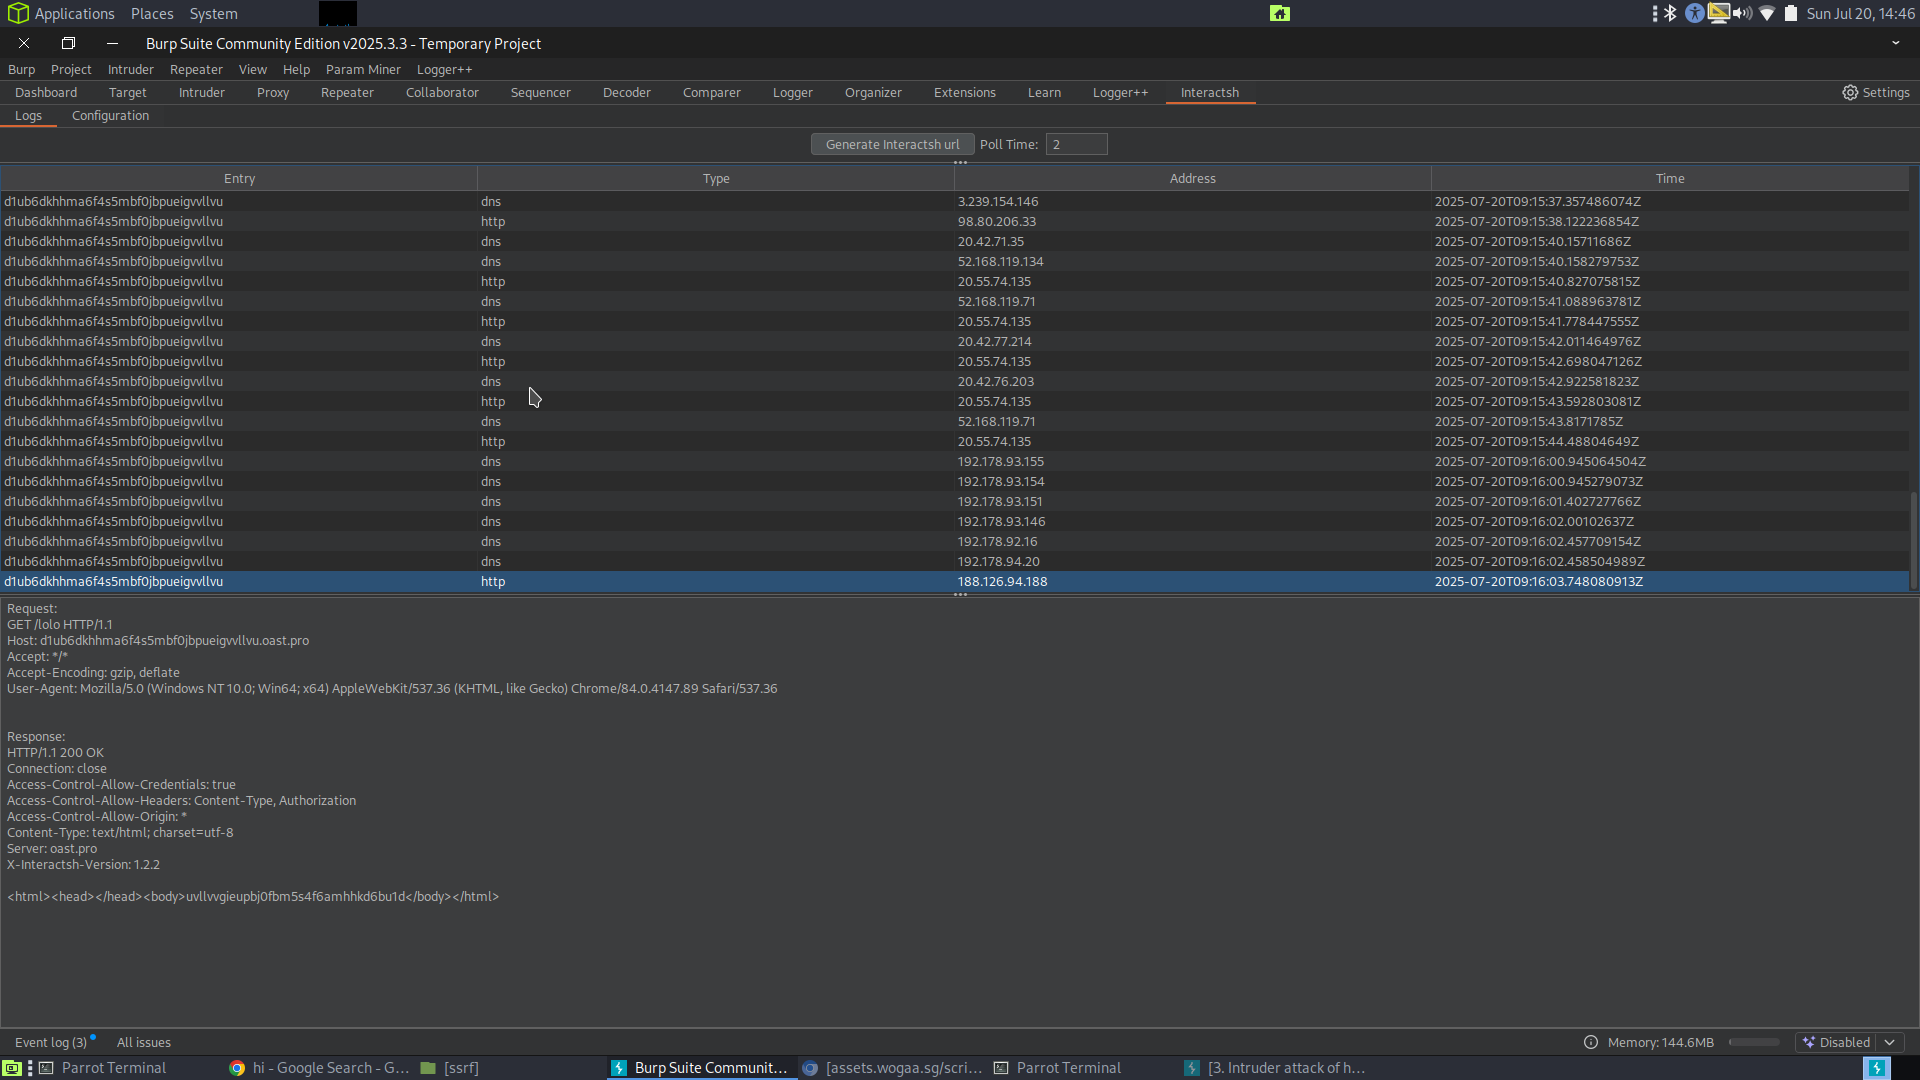 Applications Places System
Sun Jul 20, 14:46
Burp Suite Community Edition v2025.3.3 - Temporary Project
Burp Project Intruder Repeater View Help Param Miner Logger++
Dashboard Target Intruder Proxy Repeater Collaborator Sequencer Decoder Comparer Logger Organizer Extensions Learn Logger++ Interactsh Settings
Logs Configuration
Generate Interactsh url Poll Time: 2
Entry Type Address Time
d1ub6dkhhma6f4s5mbf0jbpueigvvllvu dns 3.239.154.146 2025-07-20T09:15:37.357486074Z
d1ub6dkhhma6f4s5mbf0jbpueigvvllvu http 98.80.206.33 2025-07-20T09:15:38.122236854Z
d1ub6dkhhma6f4s5mbf0jbpueigvvllvu dns 20.42.71.35 2025-07-20T09:15:40.15711686Z
d1ub6dkhhma6f4s5mbf0jbpueigvvllvu dns 52.168.119.134 2025-07-20T09:15:40.158279753Z
d1ub6dkhhma6f4s5mbf0jbpueigvvllvu http 20.55.74.135 2025-07-20T09:15:40.827075815Z
d1ub6dkhhma6f4s5mbf0jbpueigvvllvu dns 52.168.119.71 2025-07-20T09:15:41.088963781Z
d1ub6dkhhma6f4s5mbf0jbpueigvvllvu http 20.55.74.135 2025-07-20T09:15:41.778447555Z
d1ub6dkhhma6f4s5mbf0jbpueigvvllvu dns 20.42.77.214 2025-07-20T09:15:42.011464976Z
d1ub6dkhhma6f4s5mbf0jbpueigvvllvu http 20.55.74.135 2025-07-20T09:15:42.698047126Z
d1ub6dkhhma6f4s5mbf0jbpueigvvllvu dns 20.42.76.203 2025-07-20T09:15:42.922581823Z
d1ub6dkhhma6f4s5mbf0jbpueigvvllvu http 20.55.74.135 2025-07-20T09:15:43.592803081Z
d1ub6dkhhma6f4s5mbf0jbpueigvvllvu dns 52.168.119.71 2025-07-20T09:15:43.8171785Z
d1ub6dkhhma6f4s5mbf0jbpueigvvllvu http 20.55.74.135 2025-07-20T09:15:44.48804649Z
d1ub6dkhhma6f4s5mbf0jbpueigvvllvu dns 192.178.93.155 2025-07-20T09:16:00.945064504Z
d1ub6dkhhma6f4s5mbf0jbpueigvvllvu dns 192.178.93.154 2025-07-20T09:16:00.945279073Z
d1ub6dkhhma6f4s5mbf0jbpueigvvllvu dns 192.178.93.151 2025-07-20T09:16:01.402727766Z
d1ub6dkhhma6f4s5mbf0jbpueigvvllvu dns 192.178.93.146 2025-07-20T09:16:02.00102637Z
d1ub6dkhhma6f4s5mbf0jbpueigvvllvu dns 192.178.92.16 2025-07-20T09:16:02.457709154Z
d1ub6dkhhma6f4s5mbf0jbpueigvvllvu dns 192.178.94.20 2025-07-20T09:16:02.458504989Z
d1ub6dkhhma6f4s5mbf0jbpueigvvllvu http 188.126.94.188 2025-07-20T09:16:03.748080913Z
Request:
GET /lolo HTTP/1.1
Host: d1ub6dkhhma6f4s5mbf0jbpueigvvllvu.oast.pro
Accept: */*
Accept-Encoding: gzip, deflate
User-Agent: Mozilla/5.0 (Windows NT 10.0; Win64; x64) AppleWebKit/537.36 (KHTML, like Gecko) Chrome/84.0.4147.89 Safari/537.36
Response:
HTTP/1.1 200 OK
Connection: close
Access-Control-Allow-Credentials: true
Access-Control-Allow-Headers: Content-Type, Authorization
Access-Control-Allow-Origin: *
Content-Type: text/html; charset=utf-8
Server: oast.pro
X-Interactsh-Version: 1.2.2
<html><head></head><body>uvllvvgieupbj0fbm5s4f6amhhkd6bu1d</body></html>
Event log (3) All issues
Memory: 144.6MB Disabled
Parrot Terminal
hi - Google Search - G...
[ssrf]
Burp Suite Communit...
[assets.wogaa.sg/scri...
Parrot Terminal
[3. Intruder attack of h...